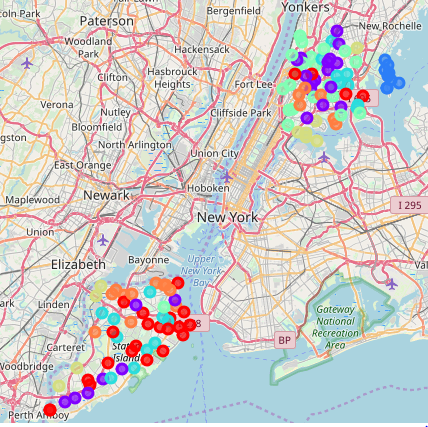 Yonkers
Paterson
Bergenfield
New Rochelle
Woodland
Park
Hackensack
Clifton
Hasbrouck
Heights
Fort Lee
Verona
Nutley
Cliffside Park
Bloomfield
North Arlington
Union City
East Orange
Newark
Hoboken
Maplewood
New York
I 295
Union
Elizabeth
Bayonne
Upper
New York
Bay
Linden
Gateway
National
Recreation
Area
8
BP
Carteret
Island
Woodbridge
Perth Amboy